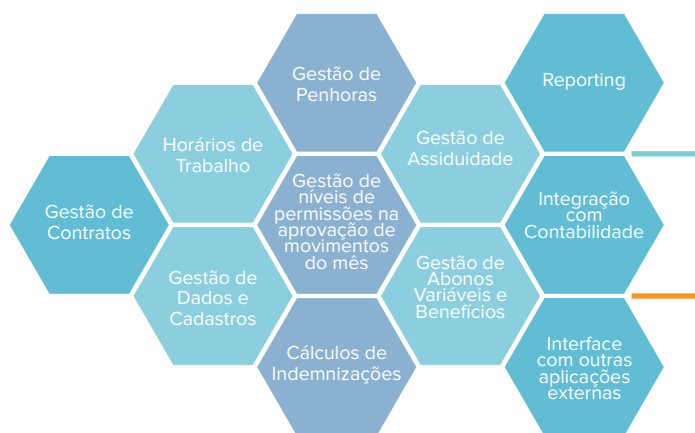 Gestão de
Contratos
Horários de
Trabalho
Gestão de
Dados e
Cadastros
Gestão de
Penhoras
Gestão de
níveis de
permissões na
aprovação de
movimentos
do mês
Cálculos de
Indemnizações
Gestão de
Assiduidade
Gestão de
Abonos
Variáveis e
Benefícios
Reporting
Integração
com
Contabilidade
Interface
com outras
aplicações
externas